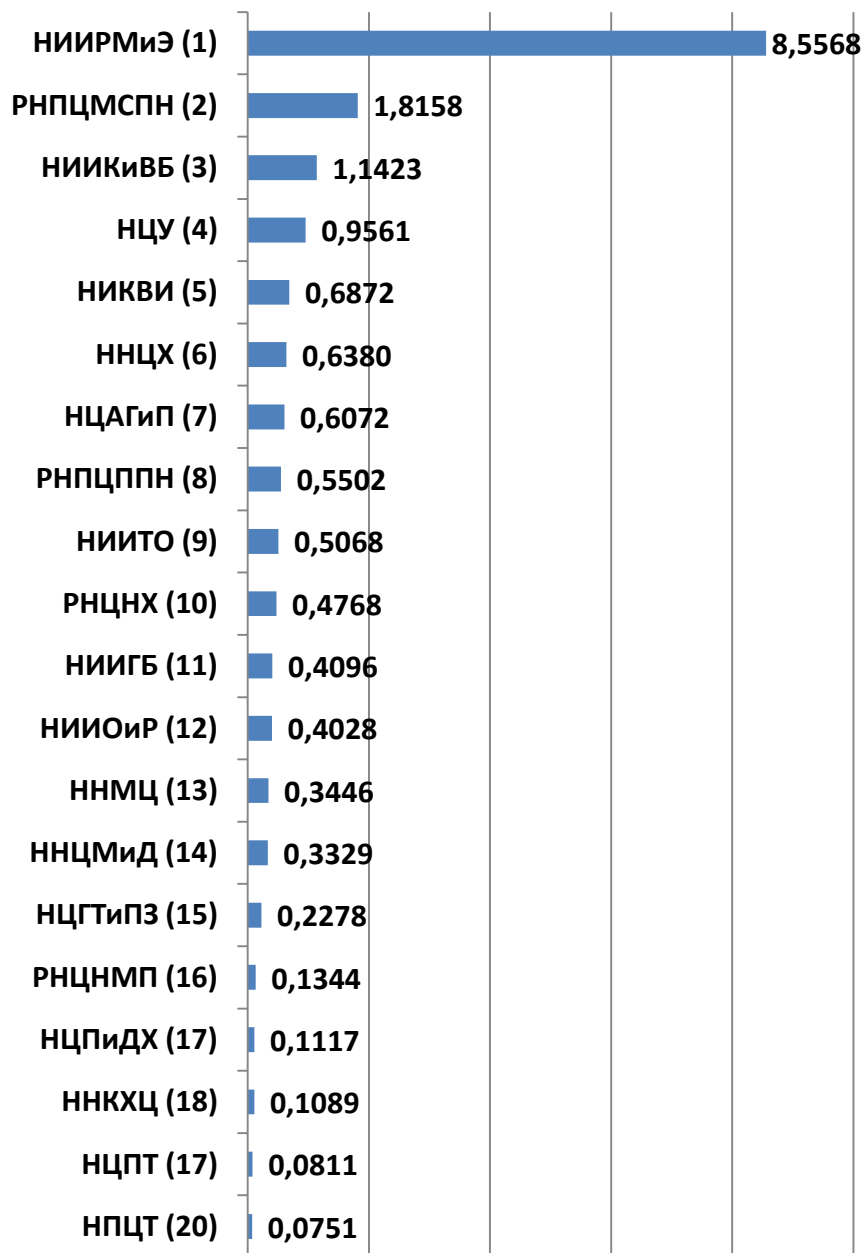 НИИРМиЭ (1) 8,5568
РНПЦМСПН (2) 1,8158
НИИКиВБ (3) 1,1423
НЦУ (4) 0,9561
НИКВИ (5) 0,6872
ННЦХ (6) 0,6380
НЦАГиП (7) 0,6072
РНПЦППН (8) 0,5502
НИИТО (9) 0,5068
РНЦНХ (10) 0,4768
НИИГБ (11) 0,4096
НИИОиР (12) 0,4028
ННМЦ (13) 0,3446
ННЦМиД (14) 0,3329
НЦГТиПЗ (15) 0,2278
РНЦНМП (16) 0,1344
НЦПиДХ (17) 0,1117
ННКХЦ (18) 0,1089
НЦПТ (17) 0,0811
НПЦТ (20) 0,0751